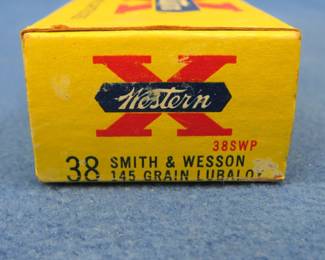 X
Western
38SWP
38 SMITH & WESSON
145 GRAIN LUBALOY